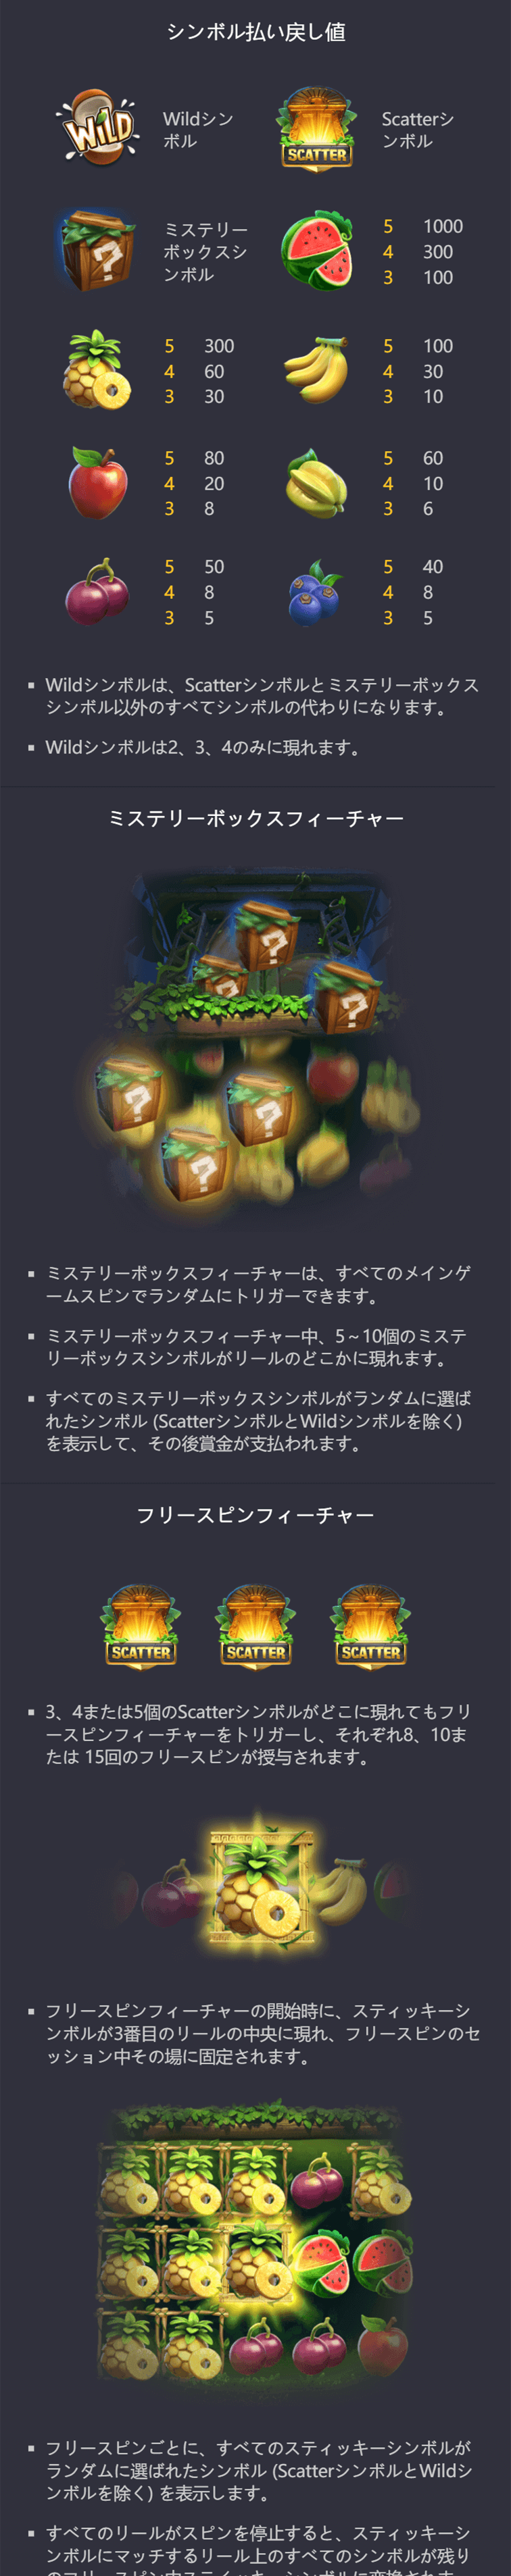 シンボル払い戻し値
WILD
Wildシン
ボル
SCATTER
Scatterシ
ンボル
?
ミステリー
ボックスシ
ンボル
5 1000
4 300
3 100
5 300
4 60
3 30
5 100
4 30
3 10
5 80
4 20
3 8
5 60
4 10
3 6
5 50
4 8
3 5
5 40
4 8
3 5
▪ Wildシンボルは、Scatterシンボルとミステリーボックス
シンボル以外のすべてシンボルの代わりになります。
▪ Wildシンボルは2、3、4のみに現れます。
ミステリーボックスフィーチャー
?
?
?
?
?
?
▪ ミステリーボックスフィーチャーは、すべてのメインゲ
ームスピンでランダムにトリガーできます。
▪ ミステリーボックスフィーチャー中、5～10個のミステ
リーボックスシンボルがリールのどこかに現れます。
▪ すべてのミステリーボックスシンボルがランダムに選ば
れたシンボル (ScatterシンボルとWildシンボルを除く)
を表示して、その後賞金が支払われます。
フリースピンフィーチャー
SCATTER SCATTER SCATTER
▪ 3、4または5個のScatterシンボルがどこに現れてもフリ
ースピンフィーチャーをトリガーし、それぞれ8、10ま
たは 15回のフリースピンが授与されます。
▪ フリースピンフィーチャーの開始時に、スティッキーシ
ンボルが3番目のリールの中央に現れ、フリースピンのセ
ッション中その場に固定されます。
▪ フリースピンごとに、すべてのスティッキーシンボルが
ランダムに選ばれたシンボル (ScatterシンボルとWildシ
ンボルを除く) を表示します。
▪ すべてのリールがスピンを停止すると、スティッキーシ
ンボルにマッチするリール上のすべてのシンボルが残り